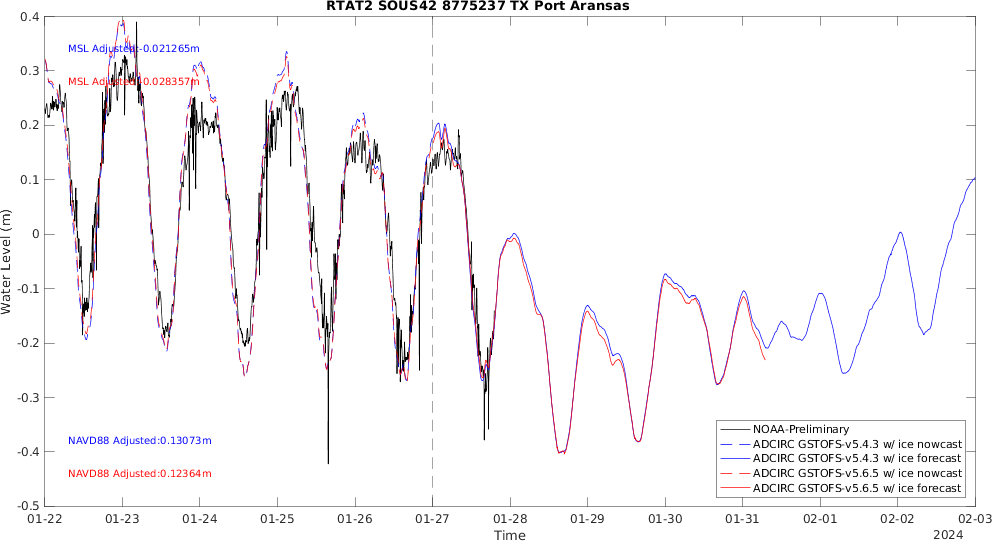 RTAT2 SOUS42 8775237 TX Port Aransas
0.4
0.3
0.2
0.1
0
-0.1
-0.2
-0.3
-0.4
-0.5
Water Level (m)
MSL Adjusted:-0.021265m
MSL Adjusted:-0.028357m
NAVD88 Adjusted:0.13073m
NAVD88 Adjusted:0.12364m
NOAA-Preliminary
ADCIRC GSTOFS-v5.4.3 w/ ice nowcast
ADCIRC GSTOFS-v5.4.3 w/ ice forecast
ADCIRC GSTOFS-v5.6.5 w/ ice nowcast
ADCIRC GSTOFS-v5.6.5 w/ ice forecast
01-22 01-23 01-24 01-25 01-26 01-27 01-28 01-29 01-30 01-31 02-01 02-02 02-03
Time
2024